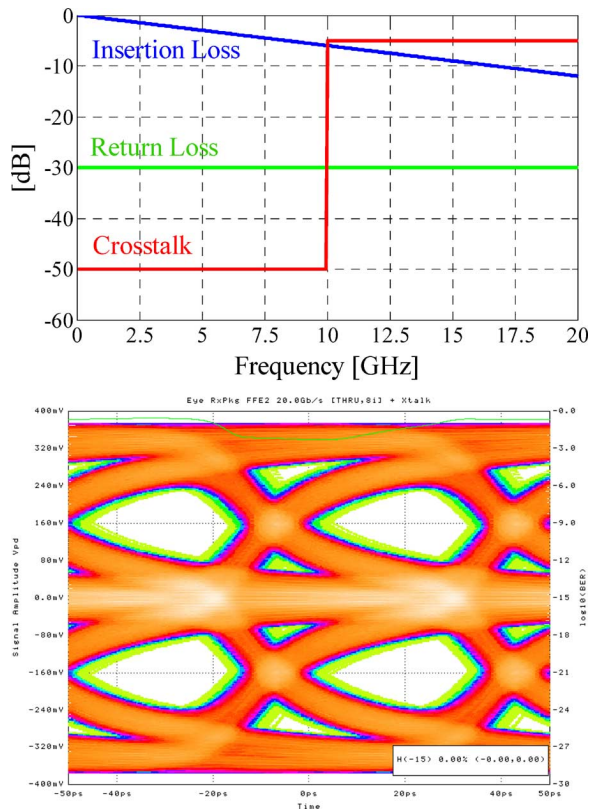 0
-10
-20
-30
-40
-50
-60
[dB]
Insertion Loss
Return Loss
Crosstalk
0 2.5 5 7.5 10 12.5 15 17.5 20
Frequency [GHz]
Eye RxPkg FFE2 20.0Gb/s [THRU,8i] + Xtalk
400mV
320mV
240mV
160mV
80mV
0.0mV
-80mV
-160mV
-240mV
-320mV
-400mV
Signal Amplitude Vpd
-0.0
-3.0
-6.0
-9.0
-12
-15
-18
-21
-24
-27
-30
log10(BER)
H(-15) 0.00% (-0.00,0.00)
-50ps -40ps -20ps 0ps 20ps 40ps 50ps
Time